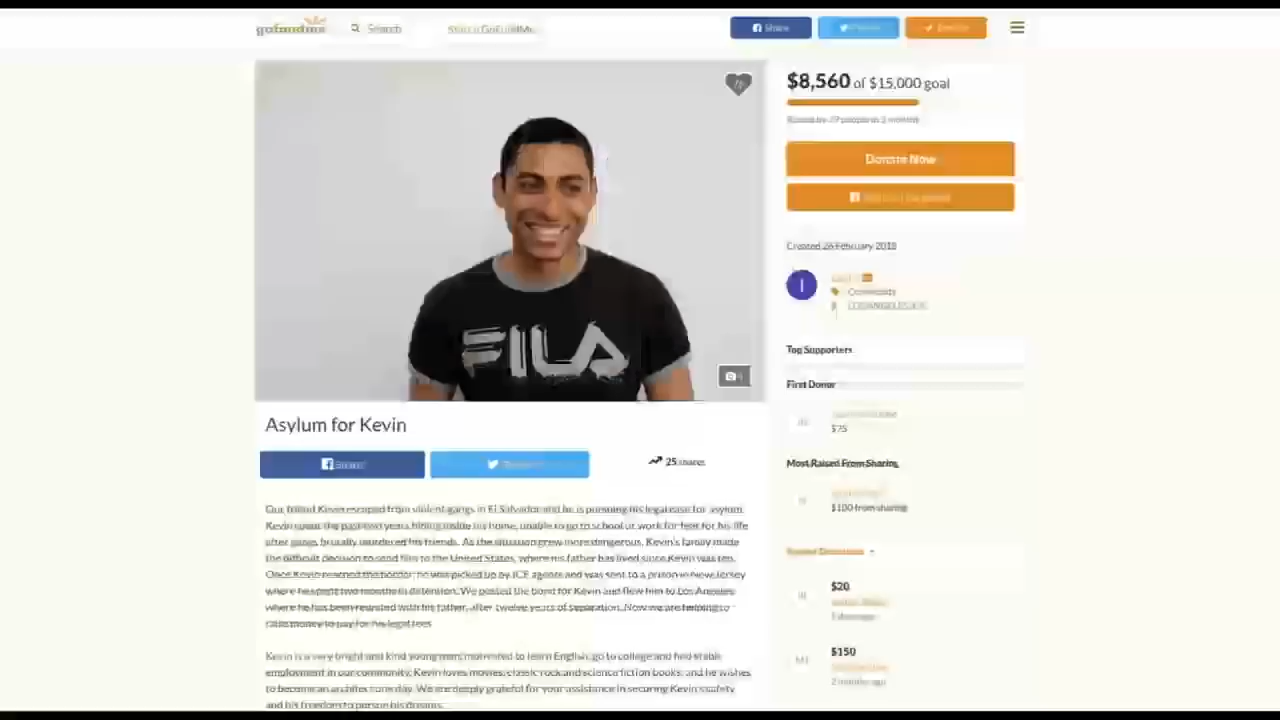 gofundme
Search
Share
$8,560 of $15,000 goal
Donate Now
Created 26 February 2018
I
Community
Top Supporters
First Donor
$75
Most Raised From Sharing
$100 from sharing
$20
$150
2 months ago
FILA
Asylum for Kevin
Share
25 shares
Our friend Kevin escaped from violent gangs in El Salvador and he is pursuing his legal case for asylum.
Kevin spent the past two years hiding inside his home, unable to go to school or work for fear for his life
after gangs brutally murdered his friends. As the situation grew more dangerous, Kevin's family made
the difficult decision to send him to the United States, where his father has lived since Kevin was ten.
Once Kevin reached the border, he was picked up by ICE agents and was sent to a prison in New Jersey
where he spent two months in detention. We posted the bond for Kevin and flew him to Los Angeles
where he has been reunited with his father, after twelve years of separation. Now we are helping to
raise money to pay for his legal fees
Kevin is a very bright and kind young man, motivated to learn English, go to college and find stable
employment in our community. Kevin loves movies, classic rock and science fiction books, and he wishes
to become an architect one day. We are deeply grateful for your assistance in securing Kevin's safety
and his freedom to pursue his dreams.